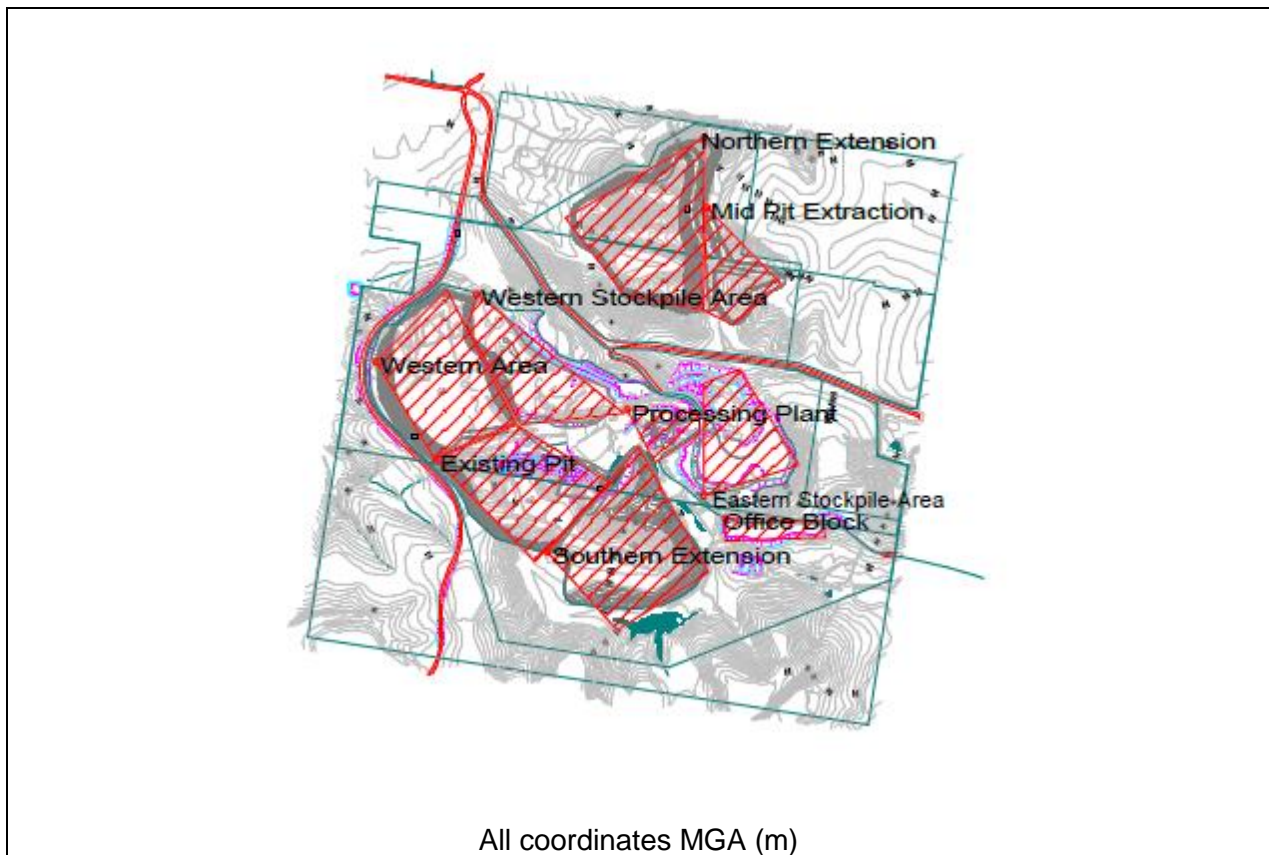 Northern Extension
Mid Pit Extraction
Western Stockpile Area
Western Area
Processing Plant
Existing Pit
Eastern Stockpile Area
Office Block
Southern Extension
All coordinates MGA (m)